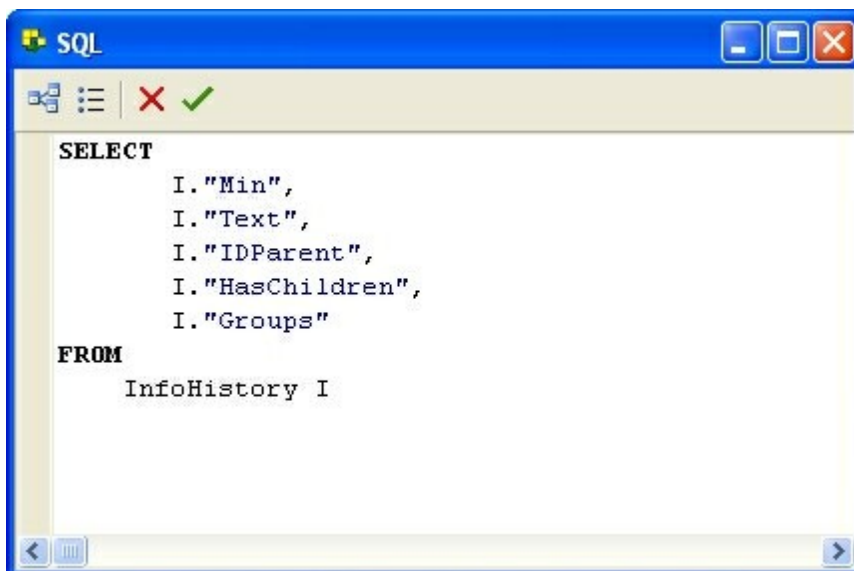 SQL
SELECT
I."Min",
I."Text",
I."IDParent",
I."HasChildren",
I."Groups"
FROM
InfoHistory I